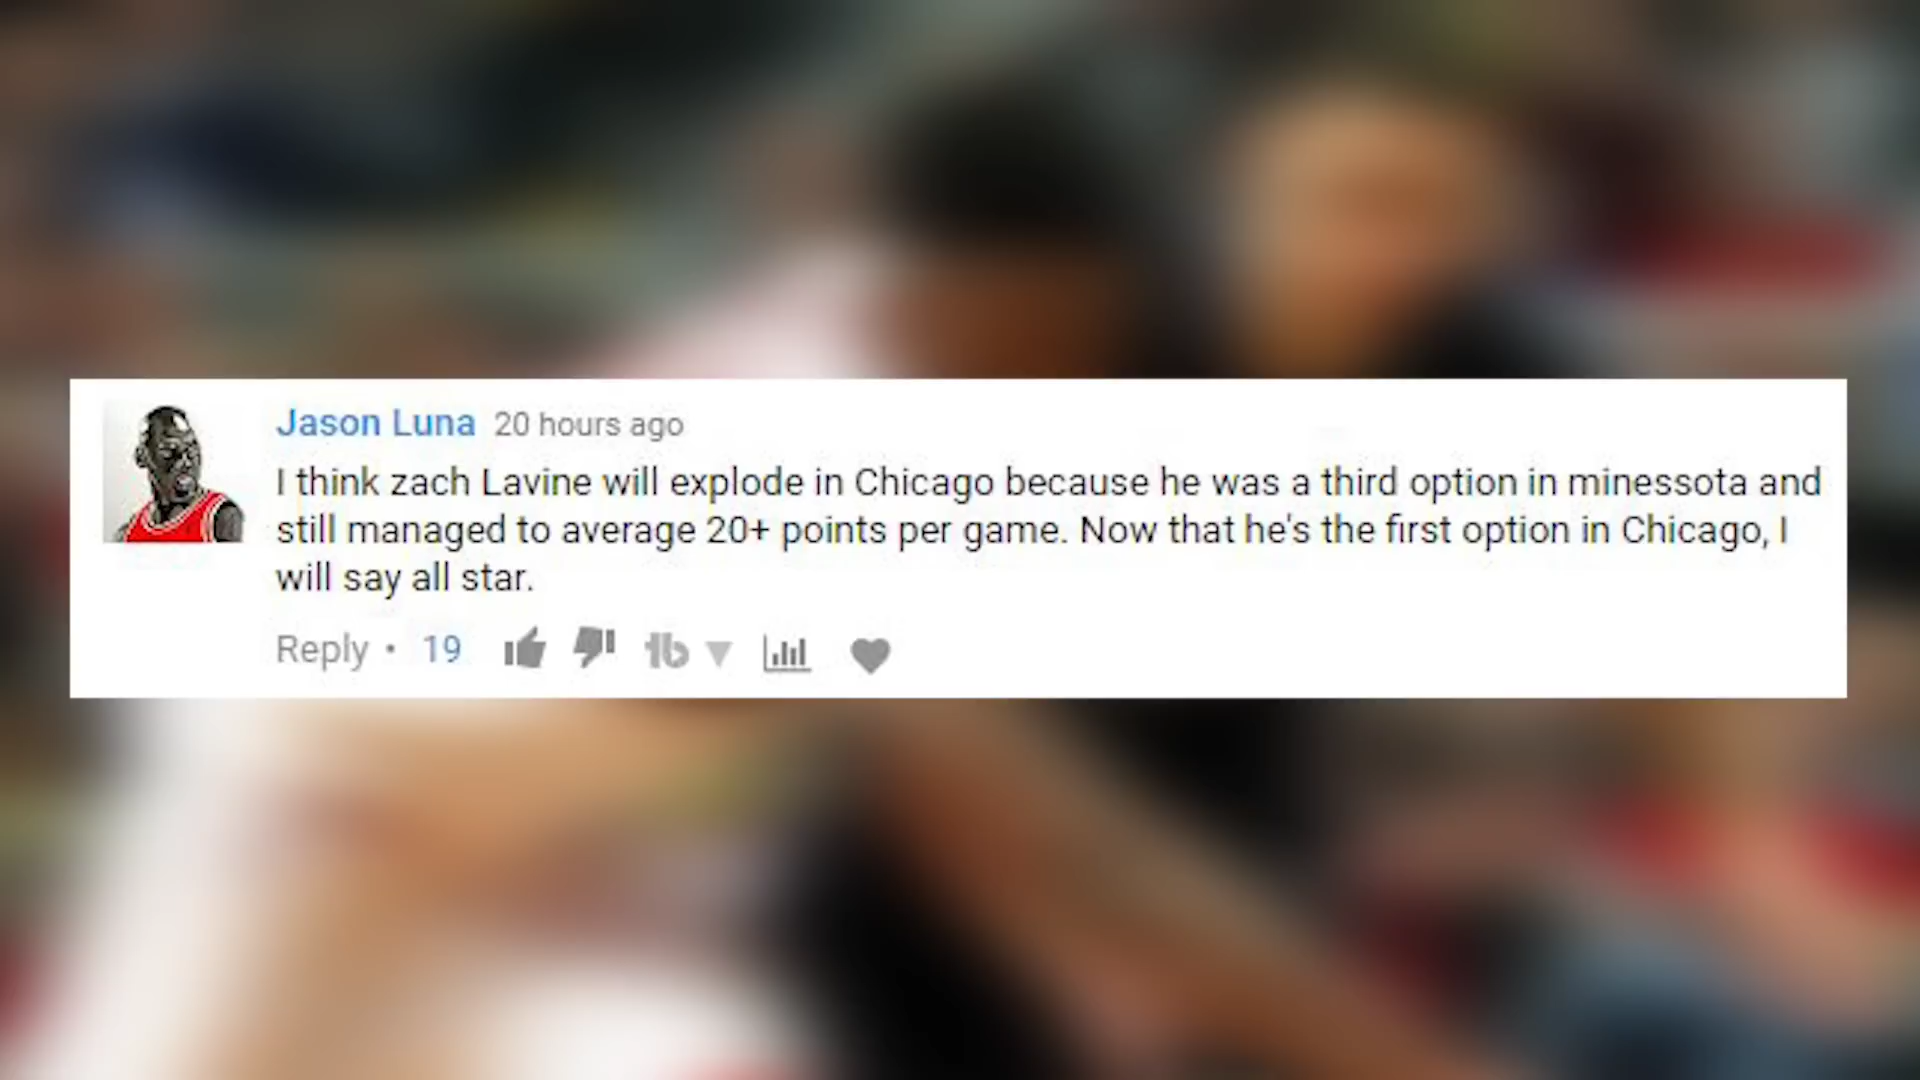 Jason Luna 20 hours ago
I think zach Lavine will explode in Chicago because he was a third option in minessota and
still managed to average 20+ points per game. Now that he's the first option in Chicago, I
will say all star.
Reply • 19